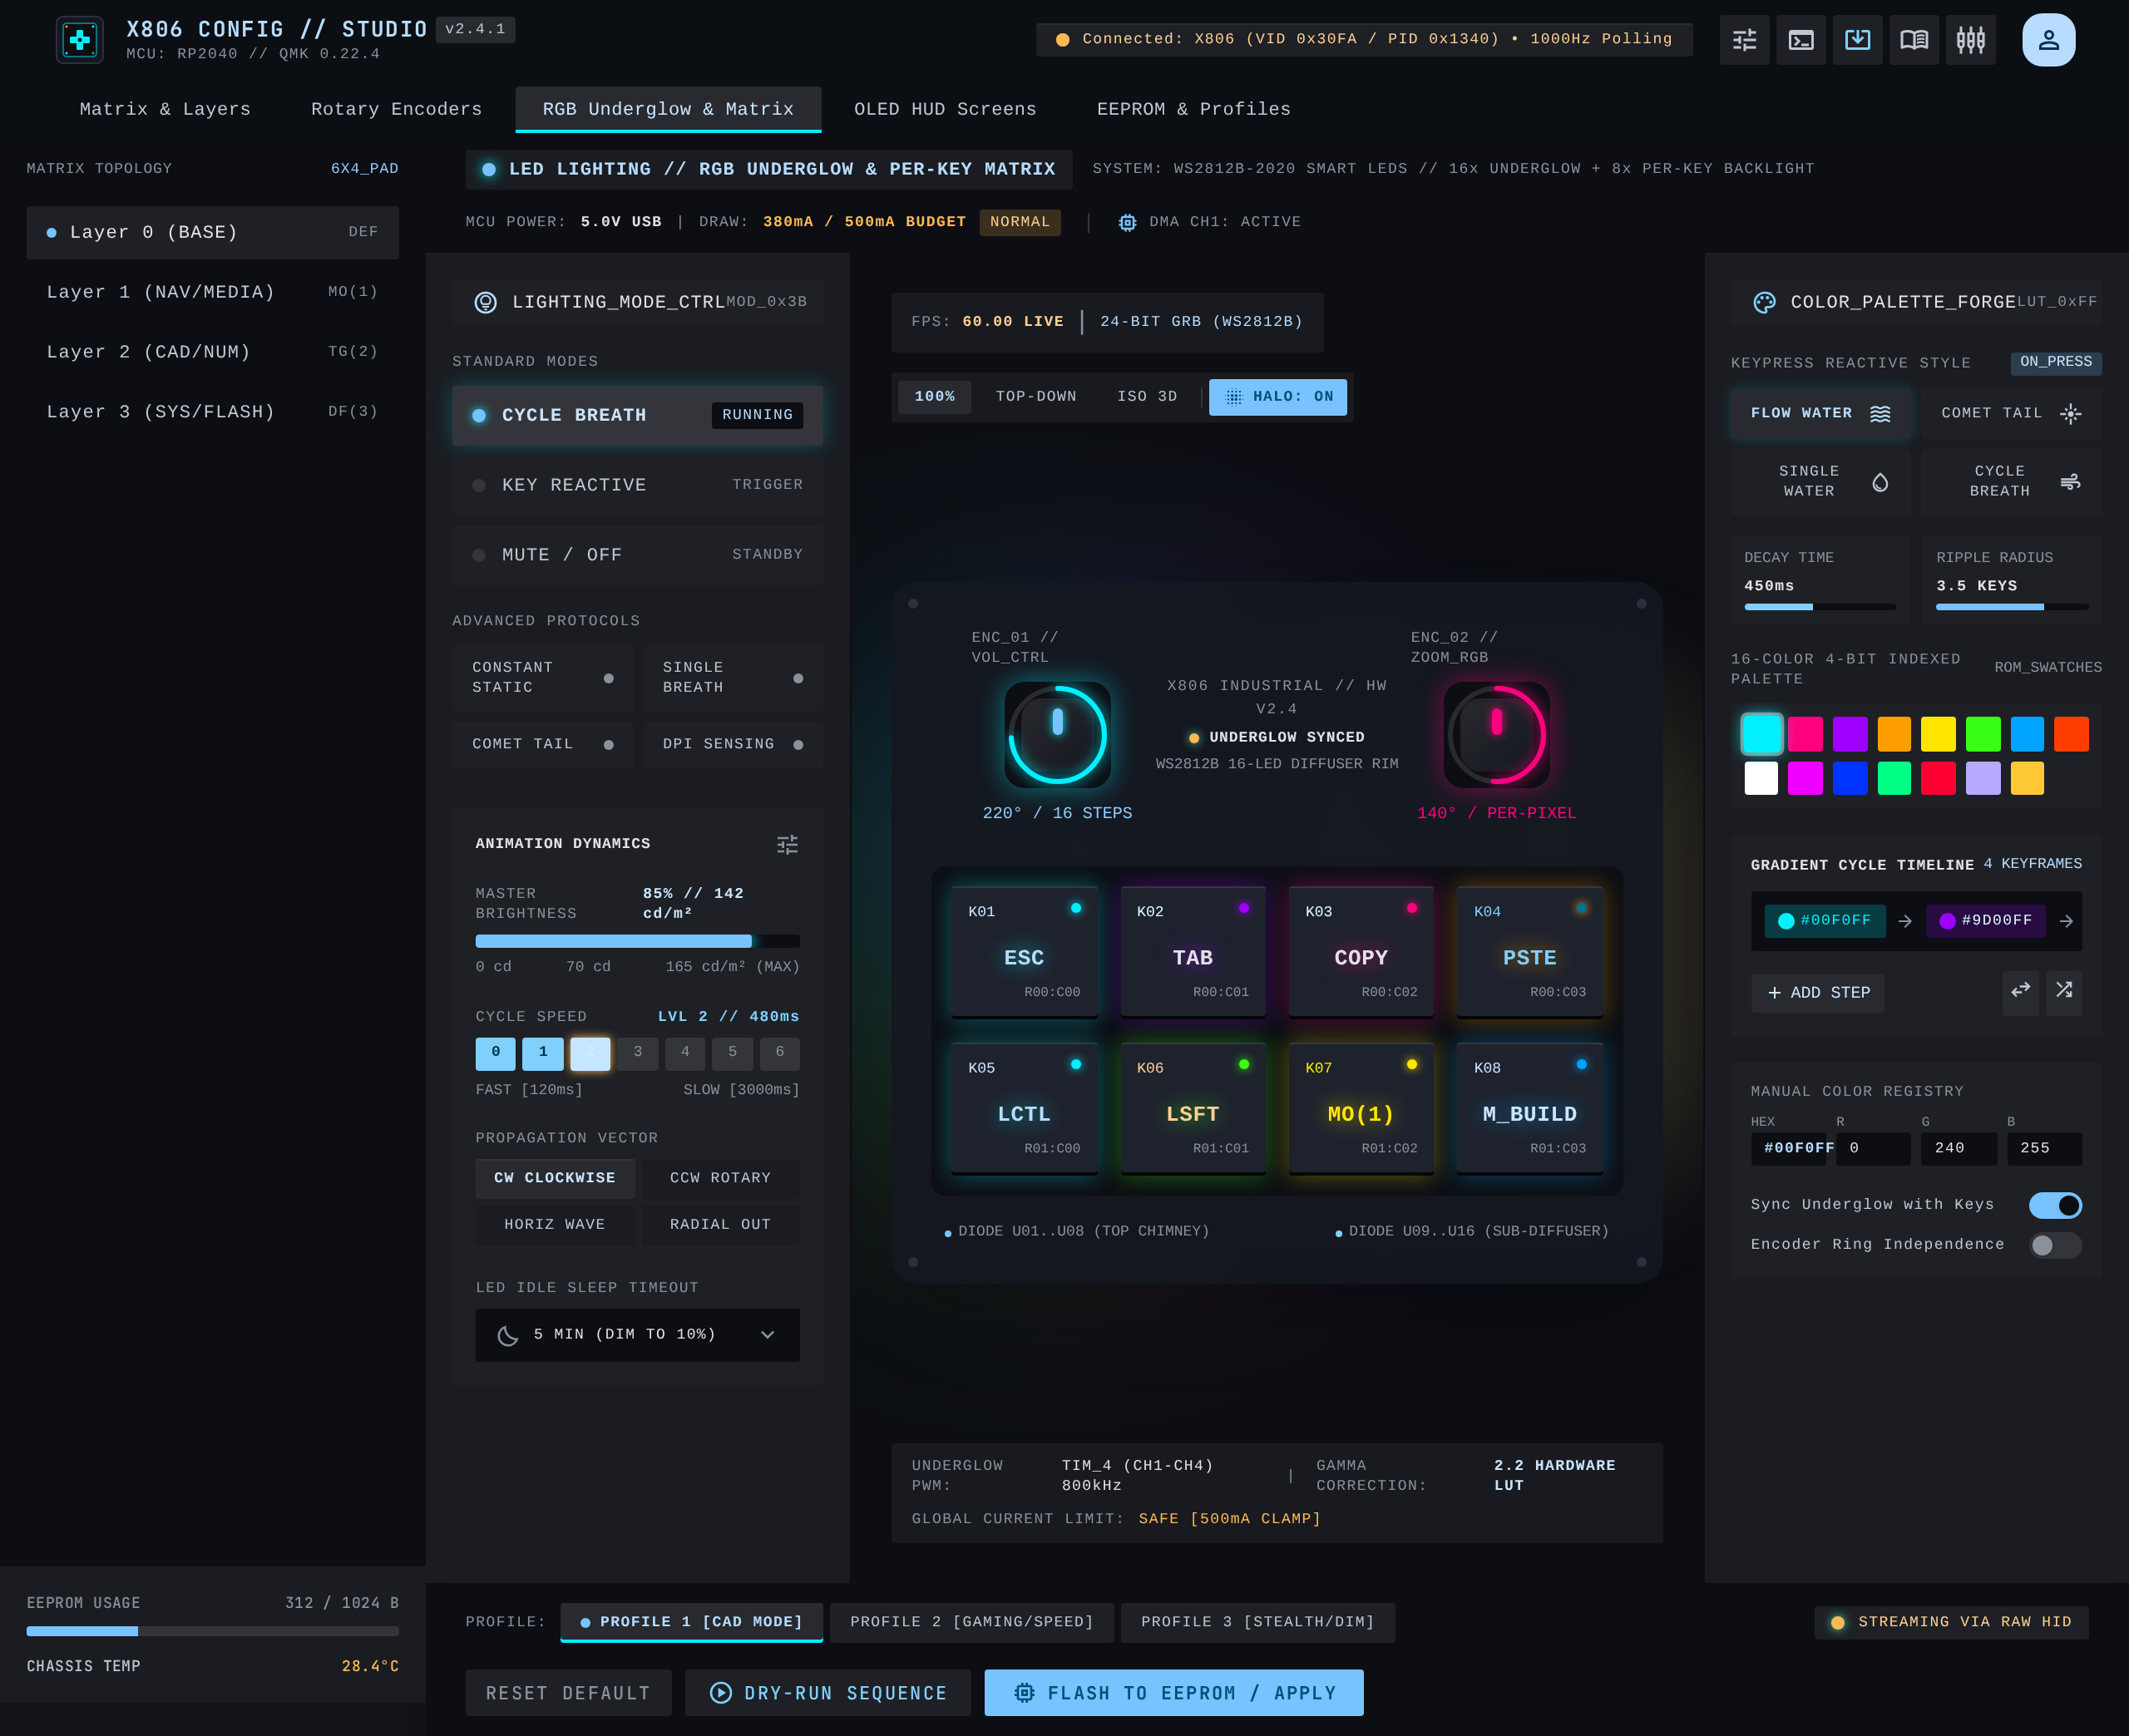 X806 CONFIG // STUDIO v2.4.1
MCU: RP2040 // QMK 0.22.4
Connected: X806 (VID 0x30FA / PID 0x1340) • 1000Hz Polling
Matrix & Layers
Rotary Encoders
RGB Underglow & Matrix
OLED HUD Screens
EEPROM & Profiles
MATRIX TOPOLOGY 6X4_PAD
Layer 0 (BASE) DEF
Layer 1 (NAV/MEDIA) MO(1)
Layer 2 (CAD/NUM) TG(2)
Layer 3 (SYS/FLASH) DF(3)
EEPROM USAGE 312 / 1024 B
CHASSIS TEMP 28.4°C
LED LIGHTING // RGB UNDERGLOW & PER-KEY MATRIX
SYSTEM: WS2812B-2020 SMART LEDS // 16x UNDERGLOW + 8x PER-KEY BACKLIGHT
MCU POWER: 5.0V USB | DRAW: 380mA / 500mA BUDGET NORMAL | DMA CH1: ACTIVE
LIGHTING_MODE_CTRL MOD_0x3B
STANDARD MODES
CYCLE BREATH RUNNING
KEY REACTIVE TRIGGER
MUTE / OFF STANDBY
ADVANCED PROTOCOLS
CONSTANT
STATIC
SINGLE
BREATH
COMET TAIL
DPI SENSING
ANIMATION DYNAMICS
MASTER
BRIGHTNESS
85% // 142
cd/m²
0 cd 70 cd 165 cd/m² (MAX)
CYCLE SPEED LVL 2 // 480ms
0 1 2 3 4 5 6
FAST [120ms] SLOW [3000ms]
PROPAGATION VECTOR
CW CLOCKWISE CCW ROTARY
HORIZ WAVE RADIAL OUT
LED IDLE SLEEP TIMEOUT
5 MIN (DIM TO 10%)
FPS: 60.00 LIVE | 24-BIT GRB (WS2812B)
100% TOP-DOWN ISO 3D HALO: ON
ENC_01 //
VOL_CTRL
220° / 16 STEPS
X806 INDUSTRIAL // HW
V2.4
UNDERGLOW SYNCED
WS2812B 16-LED DIFFUSER RIM
ENC_02 //
ZOOM_RGB
140° / PER-PIXEL
K01
ESC
R00:C00
K02
TAB
R00:C01
K03
COPY
R00:C02
K04
PSTE
R00:C03
K05
LCTL
R01:C00
K06
LSFT
R01:C01
K07
MO(1)
R01:C02
K08
M_BUILD
R01:C03
DIODE U01..U08 (TOP CHIMNEY)
DIODE U09..U16 (SUB-DIFFUSER)
UNDERGLOW
PWM:
TIM_4 (CH1-CH4)
800kHz
|
GAMMA
CORRECTION:
2.2 HARDWARE
LUT
GLOBAL CURRENT LIMIT: SAFE [500mA CLAMP]
COLOR_PALETTE_FORGE LUT_0xFF
KEYPRESS REACTIVE STYLE ON_PRESS
FLOW WATER
COMET TAIL
SINGLE
WATER
CYCLE
BREATH
DECAY TIME
450ms
RIPPLE RADIUS
3.5 KEYS
16-COLOR 4-BIT INDEXED
PALETTE
ROM_SWATCHES
GRADIENT CYCLE TIMELINE 4 KEYFRAMES
#00F0FF → #9D00FF →
+ ADD STEP
MANUAL COLOR REGISTRY
HEX R G B
#00F0FF 0 240 255
Sync Underglow with Keys
Encoder Ring Independence
PROFILE: PROFILE 1 [CAD MODE] PROFILE 2 [GAMING/SPEED] PROFILE 3 [STEALTH/DIM]
STREAMING VIA RAW HID
RESET DEFAULT
DRY-RUN SEQUENCE
FLASH TO EEPROM / APPLY